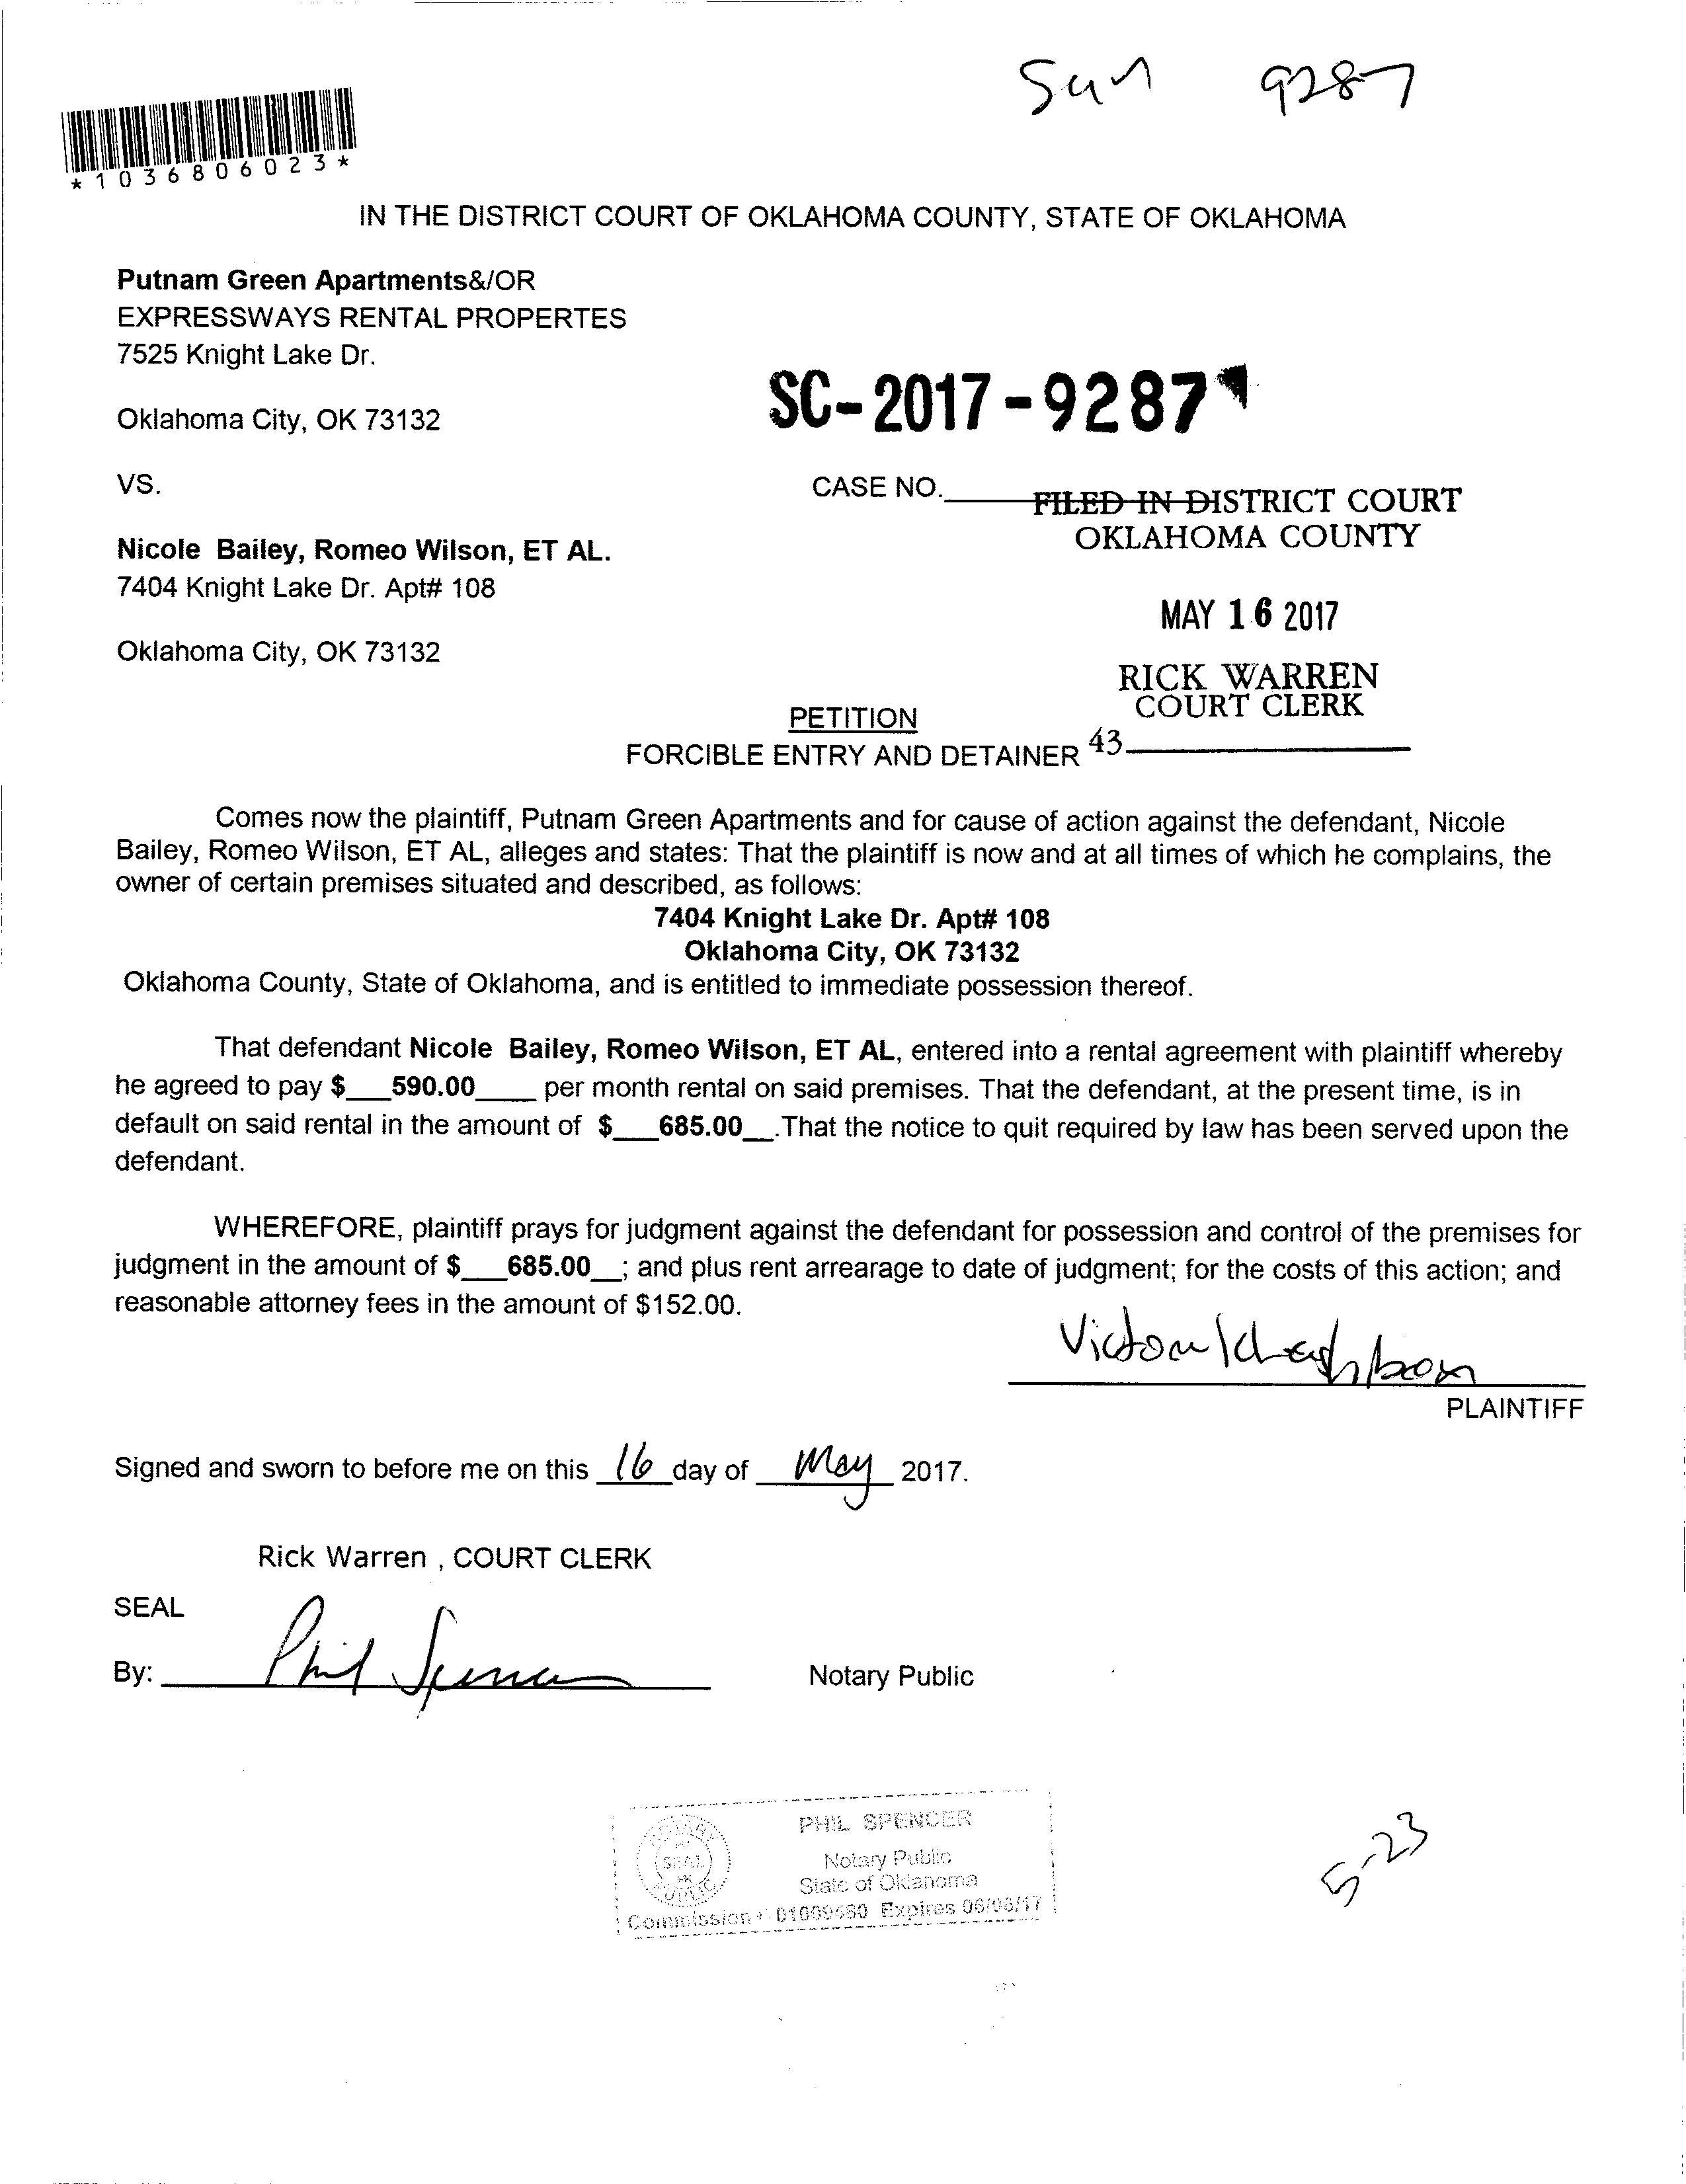 9287
*1036806023*
IN THE DISTRICT COURT OF OKLAHOMA COUNTY, STATE OF OKLAHOMA
Putnam Green Apartments&/OR
EXPRESSWAYS RENTAL PROPERTES
7525 Knight Lake Dr.
Oklahoma City, OK 73132
SC-2017-9287
VS.
CASE NO.
FILED IN DISTRICT COURT
OKLAHOMA COUNTY
Nicole Bailey, Romeo Wilson, ET AL.
7404 Knight Lake Dr. Apt# 108
MAY 16 2017
Oklahoma City, OK 73132
RICK WARREN
COURT CLERK
PETITION
FORCIBLE ENTRY AND DETAINER 43
Comes now the plaintiff, Putnam Green Apartments and for cause of action against the defendant, Nicole
Bailey, Romeo Wilson, ET AL, alleges and states: That the plaintiff is now and at all times of which he complains, the
owner of certain premises situated and described, as follows:
7404 Knight Lake Dr. Apt# 108
Oklahoma City, OK 73132
Oklahoma County, State of Oklahoma, and is entitled to immediate possession thereof.
That defendant Nicole Bailey, Romeo Wilson, ET AL, entered into a rental agreement with plaintiff whereby
he agreed to pay $___590.00____ per month rental on said premises. That the defendant, at the present time, is in
default on said rental in the amount of $___685.00__.That the notice to quit required by law has been served upon the
defendant.
WHEREFORE, plaintiff prays for judgment against the defendant for possession and control of the premises for
judgment in the amount of $___685.00__; and plus rent arrearage to date of judgment; for the costs of this action; and
reasonable attorney fees in the amount of $152.00.
PLAINTIFF
Signed and sworn to before me on this 16 day of May 2017.
Rick Warren , COURT CLERK
SEAL
By: Phil Spencer
Notary Public
PHIL SPENCER
Notary Public
State of Oklahoma
Commission # Expires 06/06/17
5-23